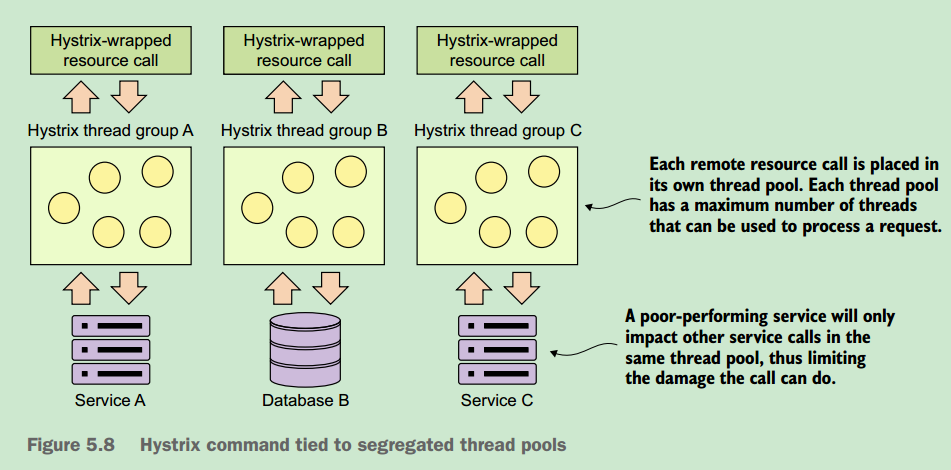 Hystrix-wrapped
resource call
Hystrix-wrapped
resource call
Hystrix-wrapped
resource call
Hystrix thread group A
Hystrix thread group B
Hystrix thread group C
Each remote resource call is placed in
its own thread pool. Each thread pool
has a maximum number of threads
that can be used to process a request.
A poor-performing service will only
impact other service calls in the
same thread pool, thus limiting
the damage the call can do.
Service A
Database B
Service C
Figure 5.8 Hystrix command tied to segregated thread pools